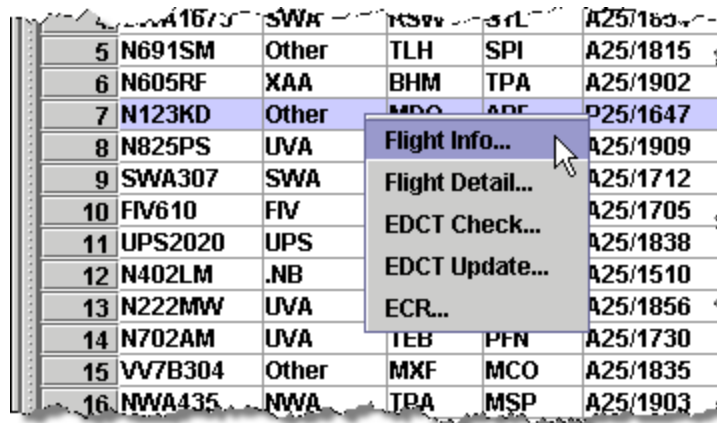 5 N691SM Other TLH SPI A25/1815
6 N605RF XAA BHM TPA A25/1902
7 N123KD Other P25/1647
8 N825PS UVA A25/1909
9 SWA307 SWA A25/1712
10 FIV610 FIV A25/1705
11 UPS2020 UPS A25/1838
12 N402LM .NB A25/1510
13 N222MW UVA A25/1856
14 N702AM UVA TEB PFN A25/1730
15 VV7B304 Other MXF MCO A25/1835
16 NWA435 NWA TPA MSP A25/1903
Flight Info...
Flight Detail...
EDCT Check...
EDCT Update...
ECR...